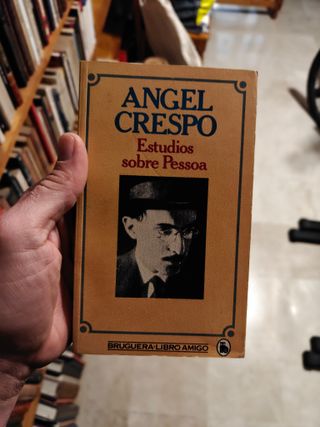 ANGEL
CRESPO
Estudios
sobre Pessoa
BRUGUERA-LIBRO AMIGO